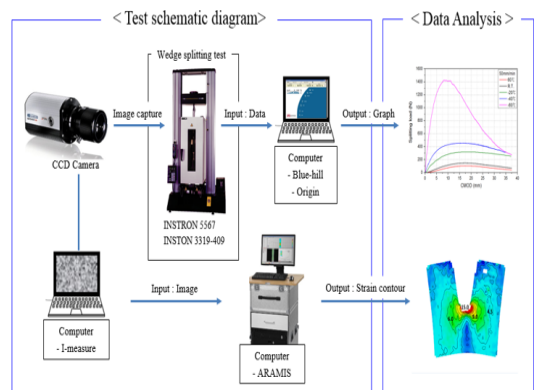 < Test schematic diagram>
< Data Analysis >
Wedge splitting test
Image capture
Input : Data
Output : Graph
CCD Camera
Computer
- Blue-hill
- Origin
INSTRON 5567
INSTON 3319-409
Splitting load (N)
CMOD (mm)
Input : Image
Output : Strain contour
Computer
- I-measure
Computer
- ARAMIS